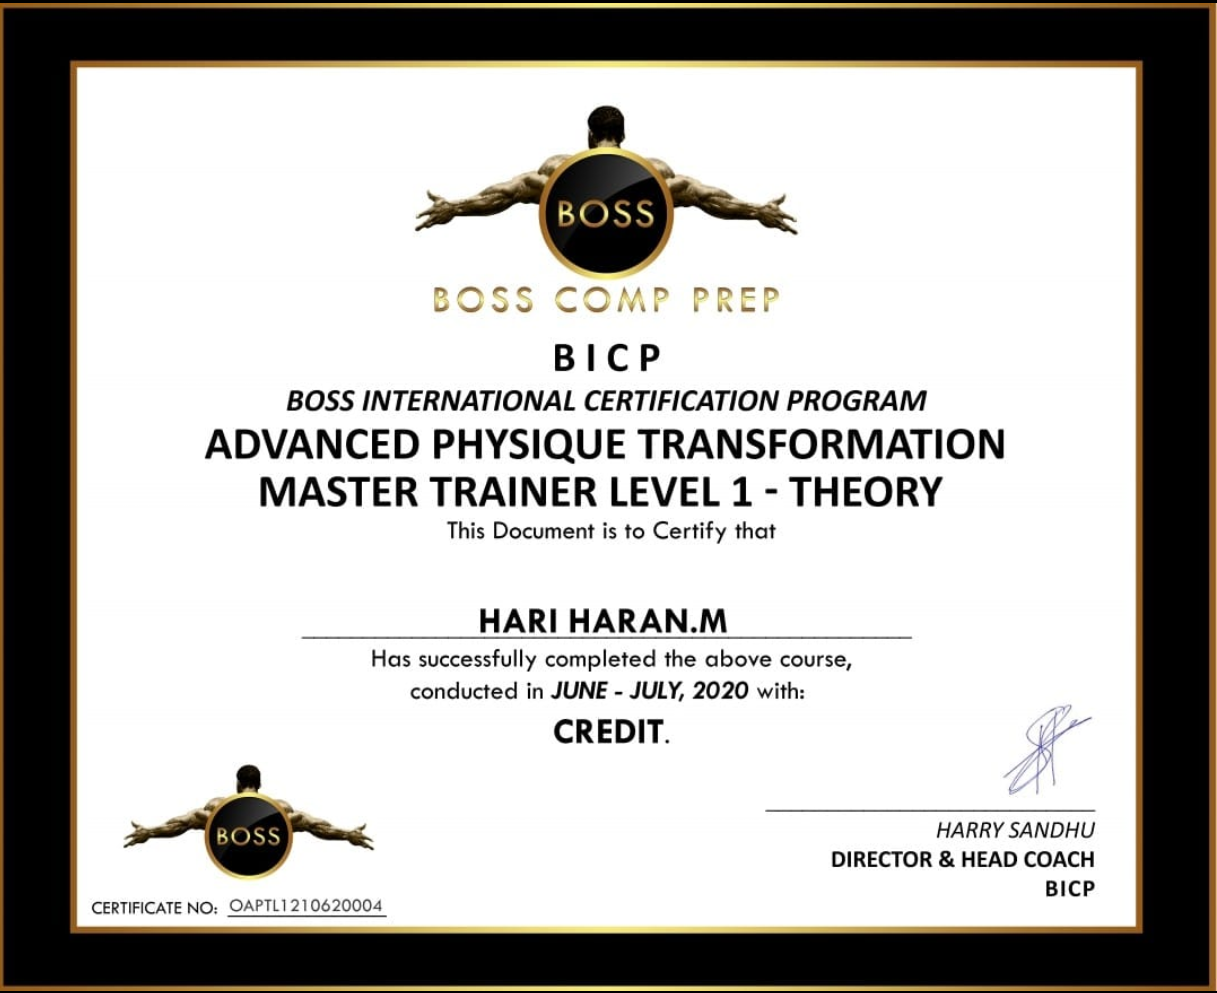 BOSS
BOSS COMP PREP
BICP
BOSS INTERNATIONAL CERTIFICATION PROGRAM
ADVANCED PHYSIQUE TRANSFORMATION
MASTER TRAINER LEVEL 1 - THEORY
This Document is to Certify that
HARI HARAN.M
Has successfully completed the above course,
conducted in JUNE - JULY, 2020 with:
CREDIT.
BOSS
HARRY SANDHU
DIRECTOR & HEAD COACH
BICP
CERTIFICATE NO: OAPTL1210620004